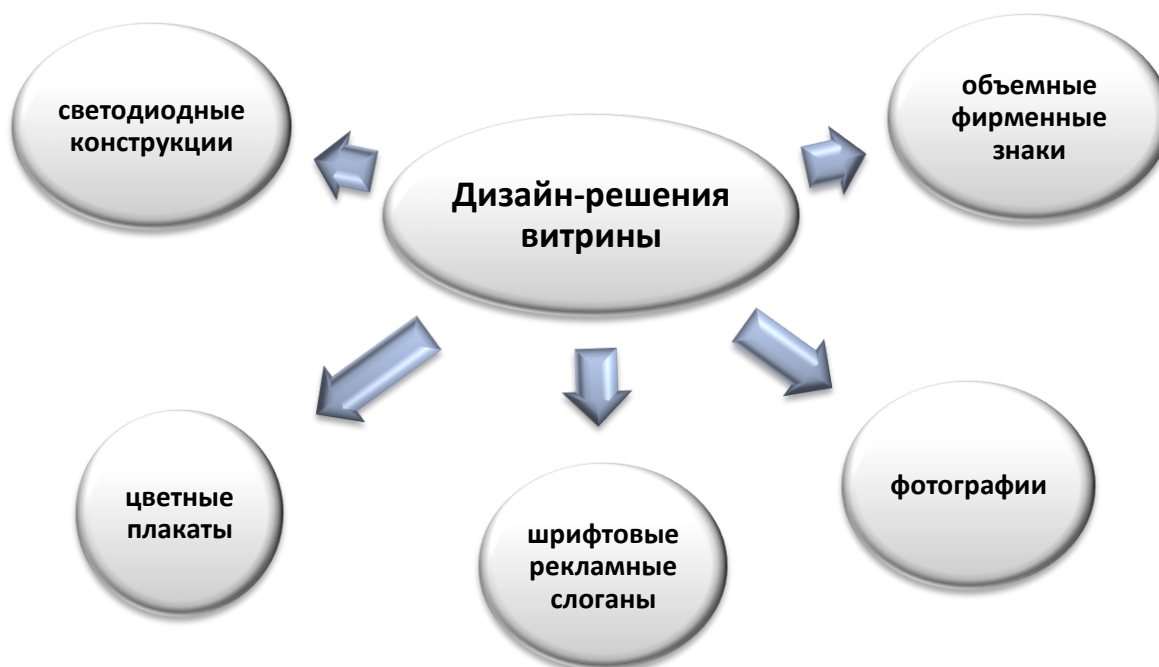 светодиодные
конструкции
объемные
фирменные
знаки
Дизайн-решения
витрины
цветные
плакаты
шрифтовые
рекламные
слоганы
фотографии